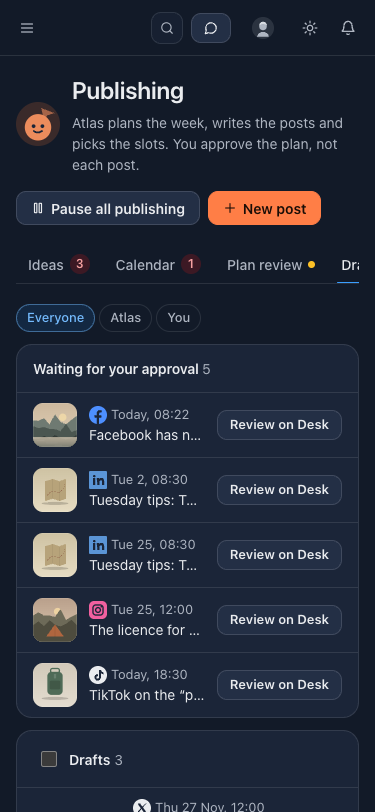 Publishing
Atlas plans the week, writes the posts and
picks the slots. You approve the plan, not
each post.
Pause all publishing
New post
Ideas 3
Calendar 1
Plan review
Dra
Everyone
Atlas
You
Waiting for your approval 5
Today, 08:22
Facebook has n...
Review on Desk
Tue 2, 08:30
Tuesday tips: T...
Review on Desk
Tue 25, 08:30
Tuesday tips: T...
Review on Desk
Tue 25, 12:00
The licence for ...
Review on Desk
Today, 18:30
TikTok on the “p...
Review on Desk
Drafts 3
Thu 27 Nov, 12:00